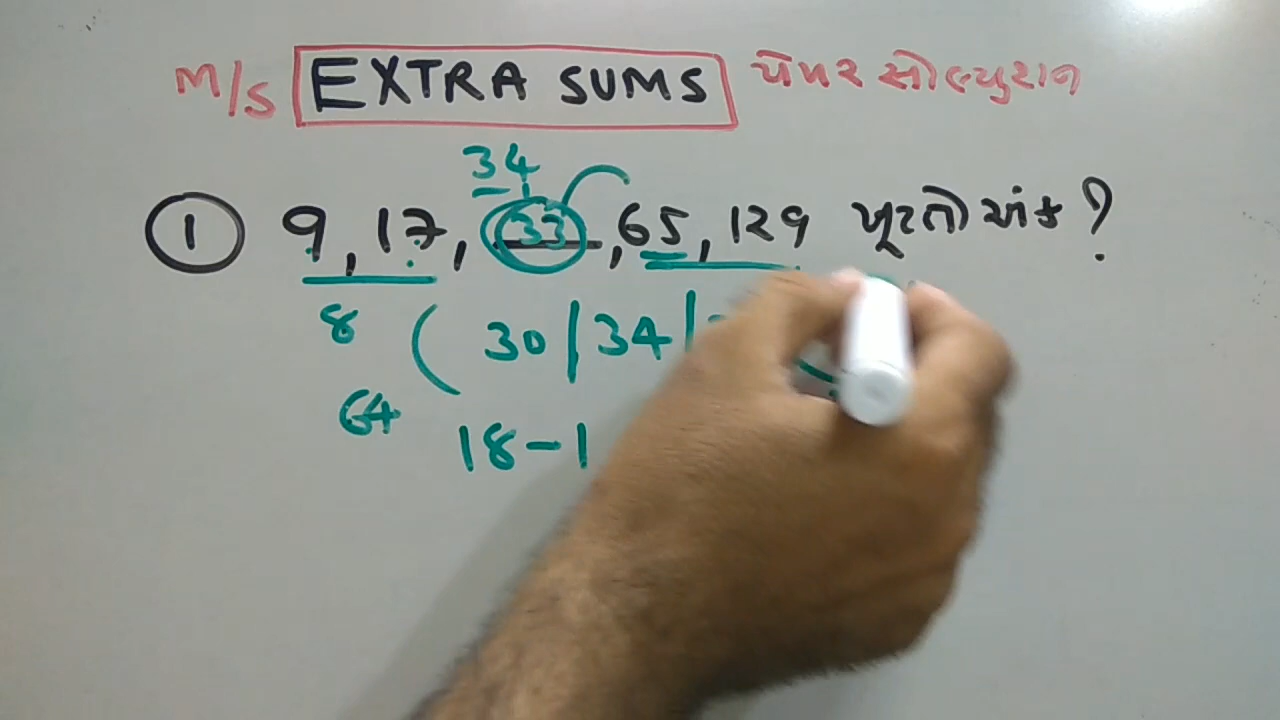 M/S EXTRA SUMS પેપર સોલ્યુશન
34
① 9, 17, 33, 65, 129 ખૂટતો અંક ?
8 ( 30 / 34 /
64 18-1